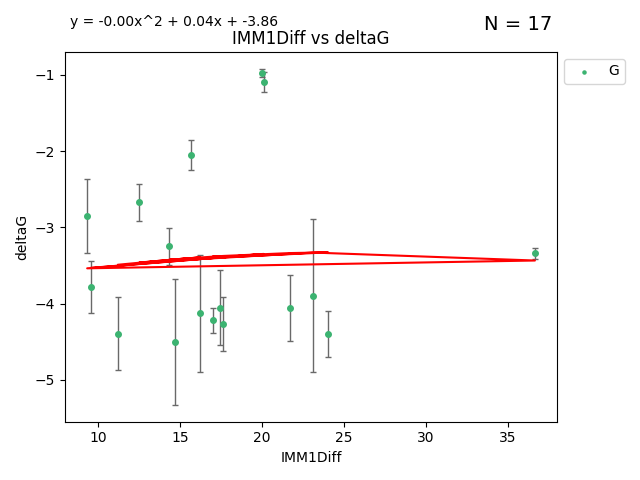 y = -0.00x^2 + 0.04x + -3.86
N = 17
IMM1Diff vs deltaG
G
−1
−2
−3
−4
−5
deltaG
10 15 20 25 30 35
IMM1Diff